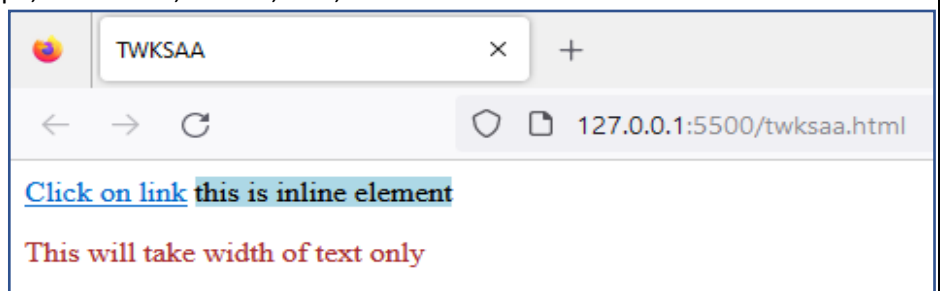 TWKSAA
127.0.0.1:5500/twksaa.html
Click on link this is inline element
This will take width of text only